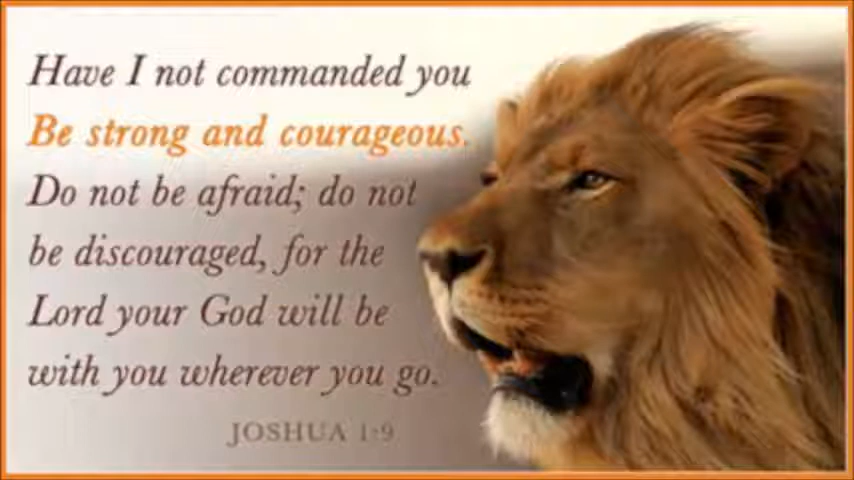 Have I not commanded you
Be strong and courageous.
Do not be afraid; do not
be discouraged, for the
Lord your God will be
with you wherever you go.
JOSHUA 1:9